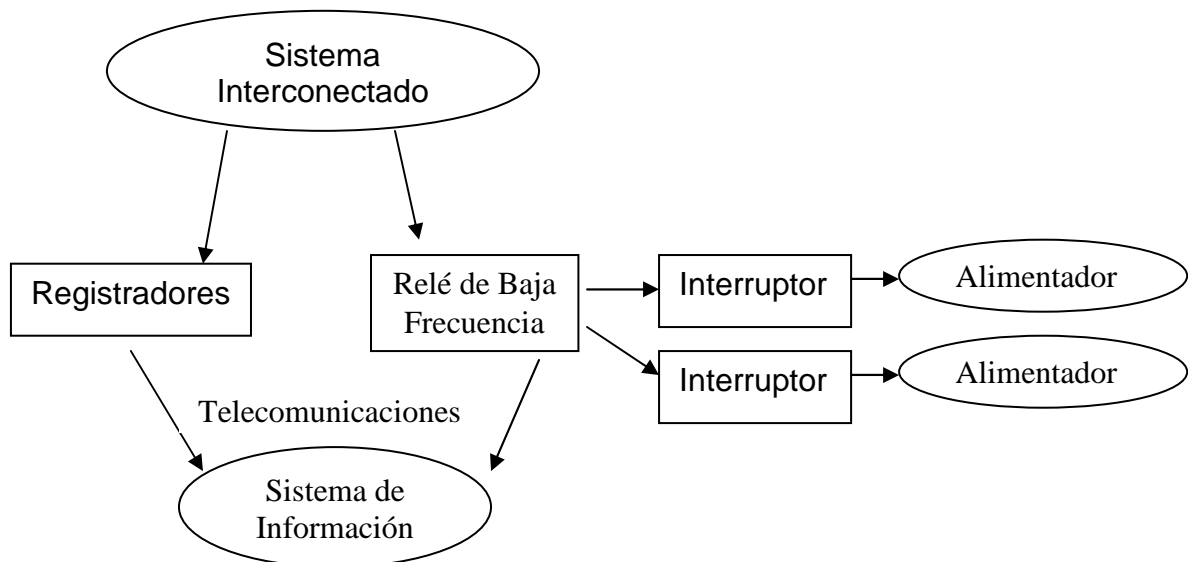 Sistema
Interconectado
Registradores
Relé de Baja
Frecuencia
Interruptor
Alimentador
Interruptor
Alimentador
Telecomunicaciones
Sistema de
Información